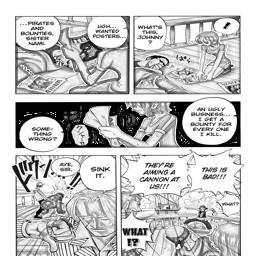 ...PIRATES
AND
BOUNTIES,
SISTER
NAMI.
UGH...
WANTED
POSTERS...
WHAT'S
THIS,
JOHNNY
?
!
?
AN UGLY
BUSINESS...
I GET A
BOUNTY FOR
EVERY ONE
I KILL.
SOME-
THING
WRONG?
AYE,
SIR.
SINK
IT.
THEY'RE
AIMING A
CANNON AT
US!!!
THIS IS
BAD!!!
WHAT?
WHAT
!?